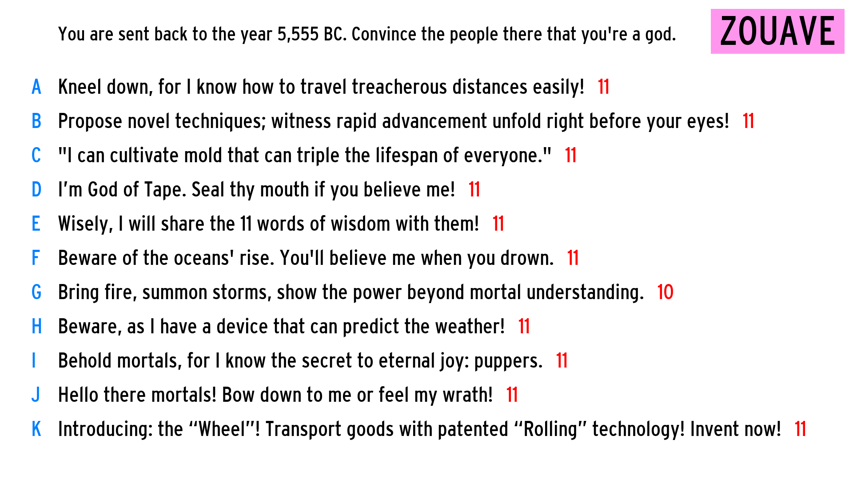 You are sent back to the year 5,555 BC. Convince the people there that you're a god.
ZOUAVE
A Kneel down, for I know how to travel treacherous distances easily! 11
B Propose novel techniques; witness rapid advancement unfold right before your eyes! 11
C "I can cultivate mold that can triple the lifespan of everyone." 11
D I’m God of Tape. Seal thy mouth if you believe me! 11
E Wisely, I will share the 11 words of wisdom with them! 11
F Beware of the oceans' rise. You'll believe me when you drown. 11
G Bring fire, summon storms, show the power beyond mortal understanding. 10
H Beware, as I have a device that can predict the weather! 11
I Behold mortals, for I know the secret to eternal joy: puppers. 11
J Hello there mortals! Bow down to me or feel my wrath! 11
K Introducing: the “Wheel”! Transport goods with patented “Rolling” technology! Invent now! 11